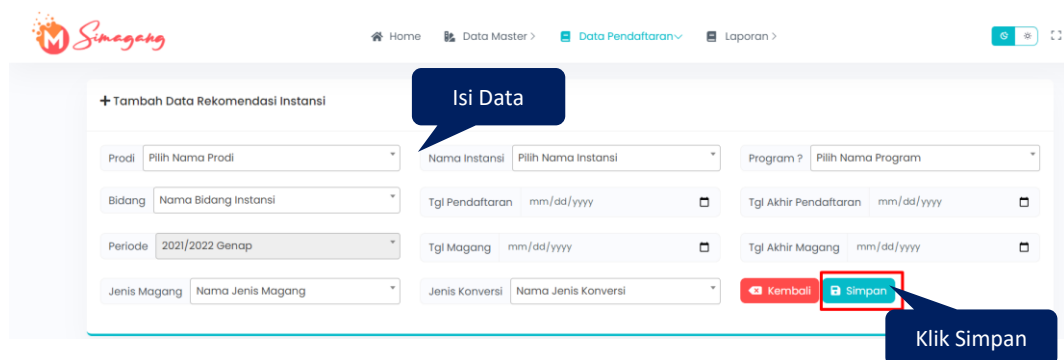 Simagang
Home Data Master > Data Pendaftaran Laporan >
+ Tambah Data Rekomendasi Instansi
Isi Data
Prodi Pilih Nama Prodi Nama Instansi Pilih Nama Instansi Program ? Pilih Nama Program
Bidang Nama Bidang Instansi Tgl Pendaftaran mm/dd/yyyy Tgl Akhir Pendaftaran mm/dd/yyyy
Periode 2021/2022 Genap Tgl Magang mm/dd/yyyy Tgl Akhir Magang mm/dd/yyyy
Jenis Magang Nama Jenis Magang Jenis Konversi Nama Jenis Konversi Kembali Simpan
Klik Simpan